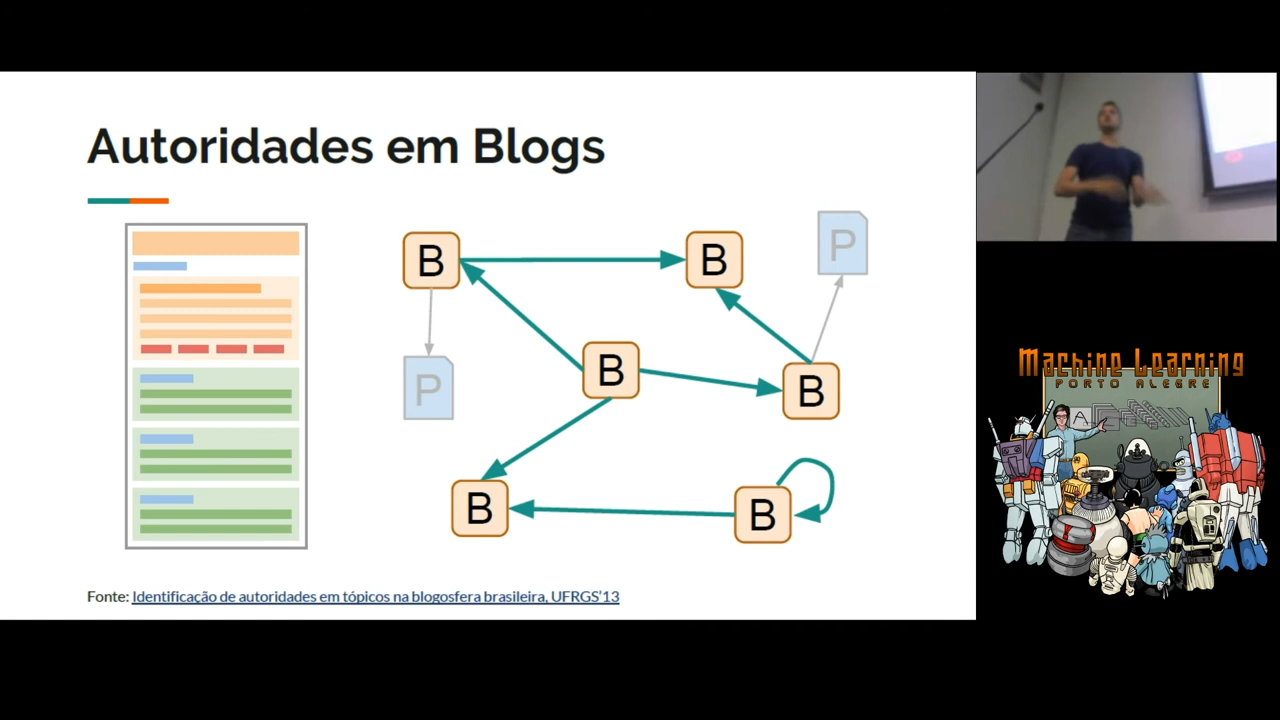 Autoridades em Blogs
B
B
P
P
B
B
B
B
Fonte: Identificação de autoridades em tópicos na blogosfera brasileira, UFRGS'13
Machine Learning
PORTO ALEGRE
A